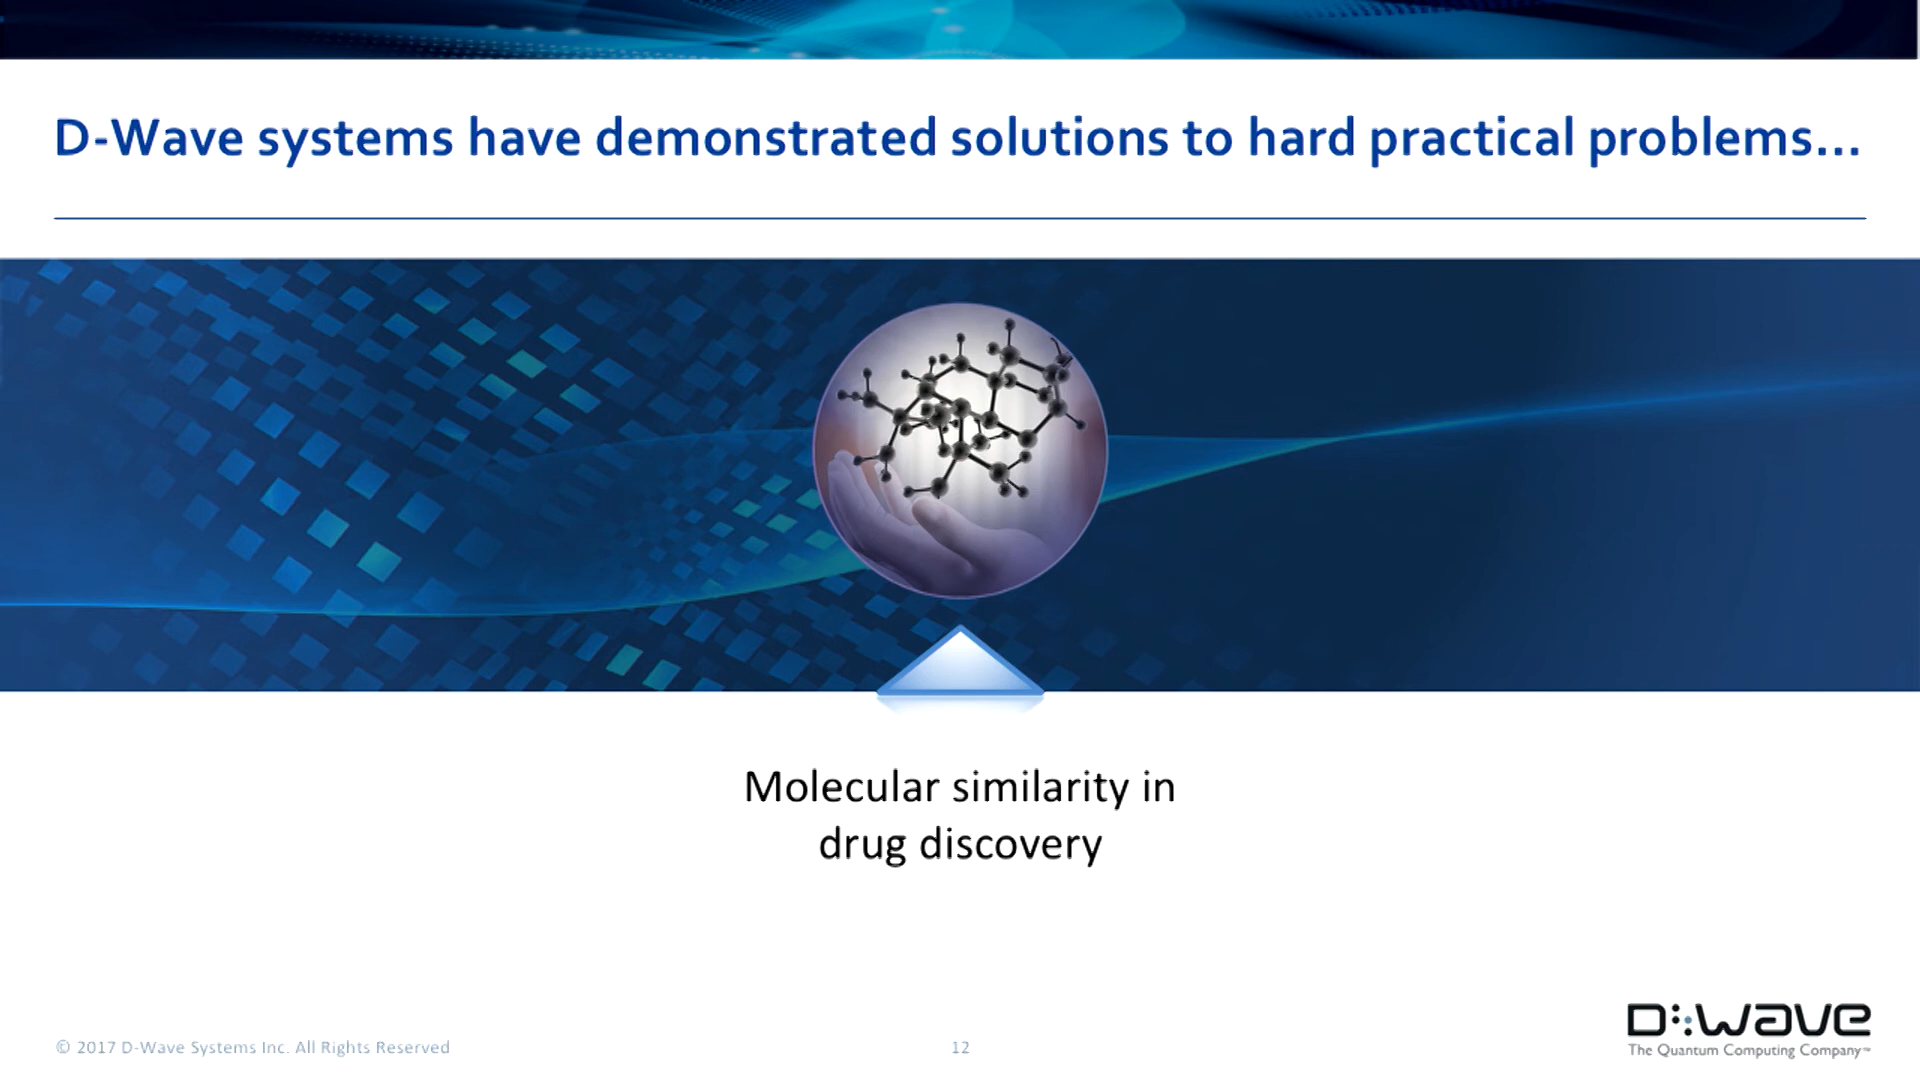 D-Wave systems have demonstrated solutions to hard practical problems...
Molecular similarity in
drug discovery
© 2017 D-Wave Systems Inc. All Rights Reserved
12
D:wave
The Quantum Computing Company™